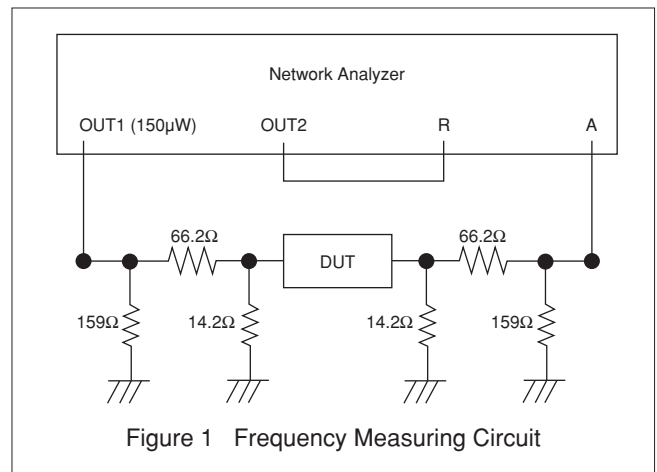 Network Analyzer
OUT1 (150µW) OUT2 R A
66.2Ω 66.2Ω
DUT
159Ω 14.2Ω 14.2Ω 159Ω
Figure 1 Frequency Measuring Circuit